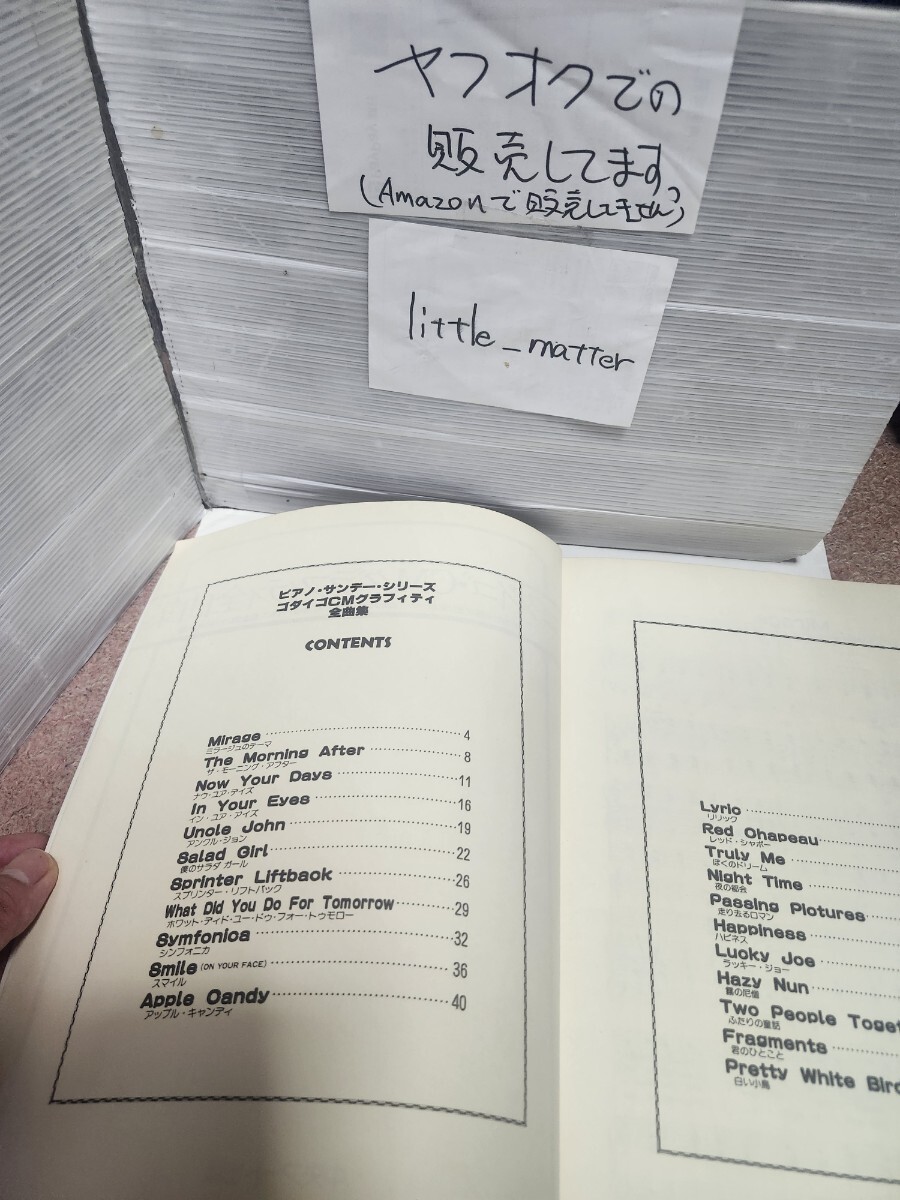 ヤフオクでの
販売してます。
(Amazonで販売してません)
little_matter
ピアノ・サンデー・シリーズ
ゴダイゴCMグラフィティ
全曲集
CONTENTS
Mirage 4
ミラージュのテーマ
The Morning After 8
ザ・モーニング・アフター
Now Your Days 11
ナウ・ユア・デイズ
In Your Eyes 16
イン・ユア・アイズ
Uncle John 19
アンクル・ジョン
Salad Girl 22
僕のサラダ ガール
Sprinter Liftback 26
スプリンター・リフトバック
What Did You Do For Tomorrow 29
ホワット・ディド・ユー・ドゥ・フォー・トゥモロー
Symfonica 32
シンフォニカ
Smile (ON YOUR FACE) 36
スマイル
Apple Candy 40
アップル・キャンディ
Lyric
リリック
Red Chapeau
レッド・シャポー
Truly Me
ぼくのドリーム
Night Time
夜の都会
Passing Pictures
走り去るロマン
Happiness
ハピネス
Lucky Joe
ラッキー・ジョー
Hazy Nun
霧の尼僧
Two People Toget
ふたりの童話
Fragments
君のひとこと
Pretty White Bird
白い小鳥